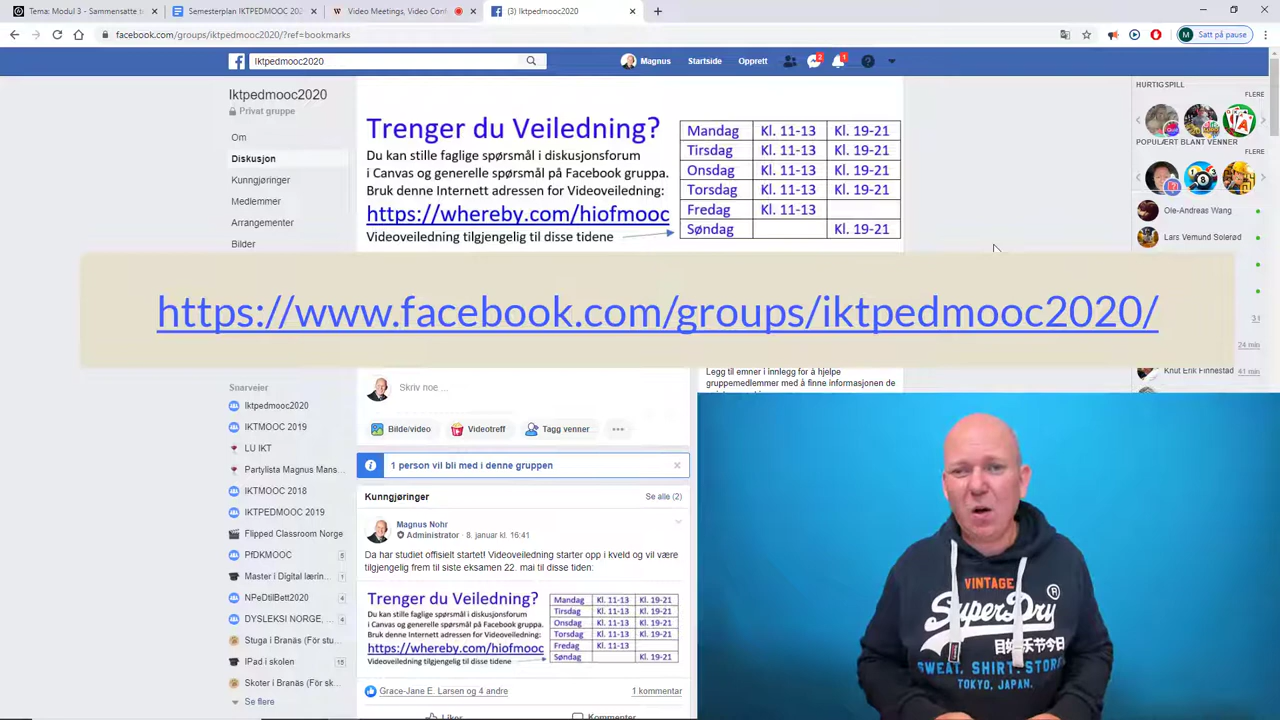 Tema: Modul 3 - Sammensatte t
Semesterplan IKTPEDMOOC 202
Video Meetings, Video Conf
(3) Iktpedmooc2020
facebook.com/groups/iktpedmooc2020/?ref=bookmarks
M
Satt på pause
Iktpedmooc2020
Magnus
Startside
Opprett
2
1
Iktpedmooc2020
Privat gruppe
Om
Diskusjon
Kunngjøringer
Medlemmer
Arrangementer
Bilder
Trenger du Veiledning?
Du kan stille faglige spørsmål i diskusjonsforum
i Canvas og generelle spørsmål på Facebook gruppa.
Bruk denne Internett adressen for Videoveiledning:
https://whereby.com/hiofmooc
Videoveiledning tilgjengelig til disse tidene
Mandag Kl. 11-13 Kl. 19-21
Tirsdag Kl. 11-13 Kl. 19-21
Onsdag Kl. 11-13 Kl. 19-21
Torsdag Kl. 11-13 Kl. 19-21
Fredag Kl. 11-13
Søndag Kl. 19-21
HURTIGSPILL
FLERE
POPULÆRT BLANT VENNER
FLERE
Ole-Andreas Wang
Lars Vemund Solerød
https://www.facebook.com/groups/iktpedmooc2020/
24 min
Knut Erik Finnestad 41 min
Legg til emner i innlegg for å hjelpe
gruppemedlemmer med å finne informasjonen de
Snarveier
Iktpedmooc2020
IKTMOOC 2019
LU IKT
Partylista Magnus Mans...
IKTMOOC 2018
IKTPEDMOOC 2019
Flipped Classroom Norge
PfDKMOOC 5
Master i Digital lærin... 1
NPeDtilBett2020 4
DYSLEKSI NORGE, ... 4
Stuga i Branäs (För stu...
IPad i skolen 15
Skoter i Branäs (För sk...
Se flere
Skriv noe ...
Bilde/video
Videotreff
Tagg venner
1 person vil bli med i denne gruppen
Kunngjøringer
Se alle (2)
Magnus Nohr
Administrator · 8. januar kl. 16:41
Da har studiet offisielt startet! Videoveiledning starter opp i kveld og vil være
tilgjengelig frem til siste eksamen 22. mai til disse tiden:
Trenger du Veiledning?
Du kan stille faglige spørsmål i diskusjonsforum
i Canvas og generelle spørsmål på Facebook gruppa.
Bruk denne Internett adressen for Videoveiledning:
https://whereby.com/hiofmooc
Videoveiledning tilgjengelig til disse tidene
Mandag Kl. 11-13 Kl. 19-21
Tirsdag Kl. 11-13 Kl. 19-21
Onsdag Kl. 11-13 Kl. 19-21
Torsdag Kl. 11-13 Kl. 19-21
Fredag Kl. 11-13
Søndag Kl. 19-21
Grace-Jane E. Larsen og 4 andre
1 kommentar
Liker
Kommenter
VINTAGE
SuperDry
®
SWEAT, SHIRT, STORE
TOKYO, JAPAN.